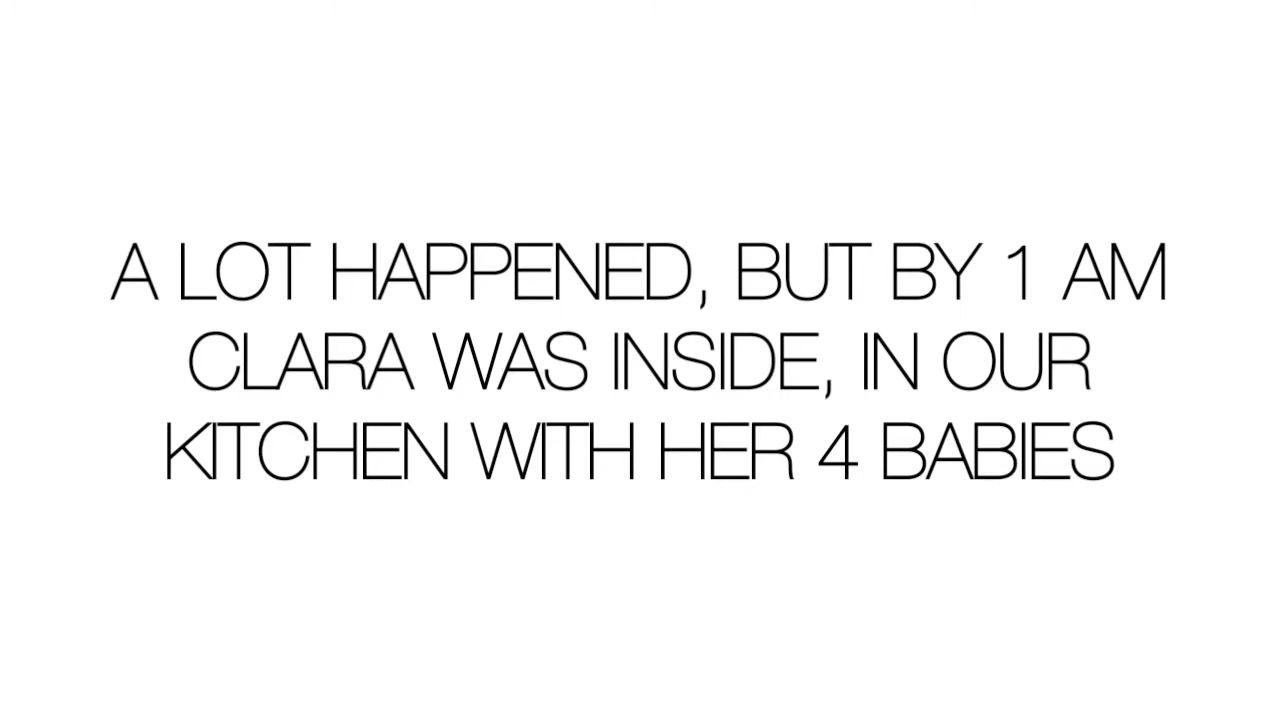 A LOT HAPPENED, BUT BY 1 AM
CLARA WAS INSIDE, IN OUR
KITCHEN WITH HER 4 BABIES